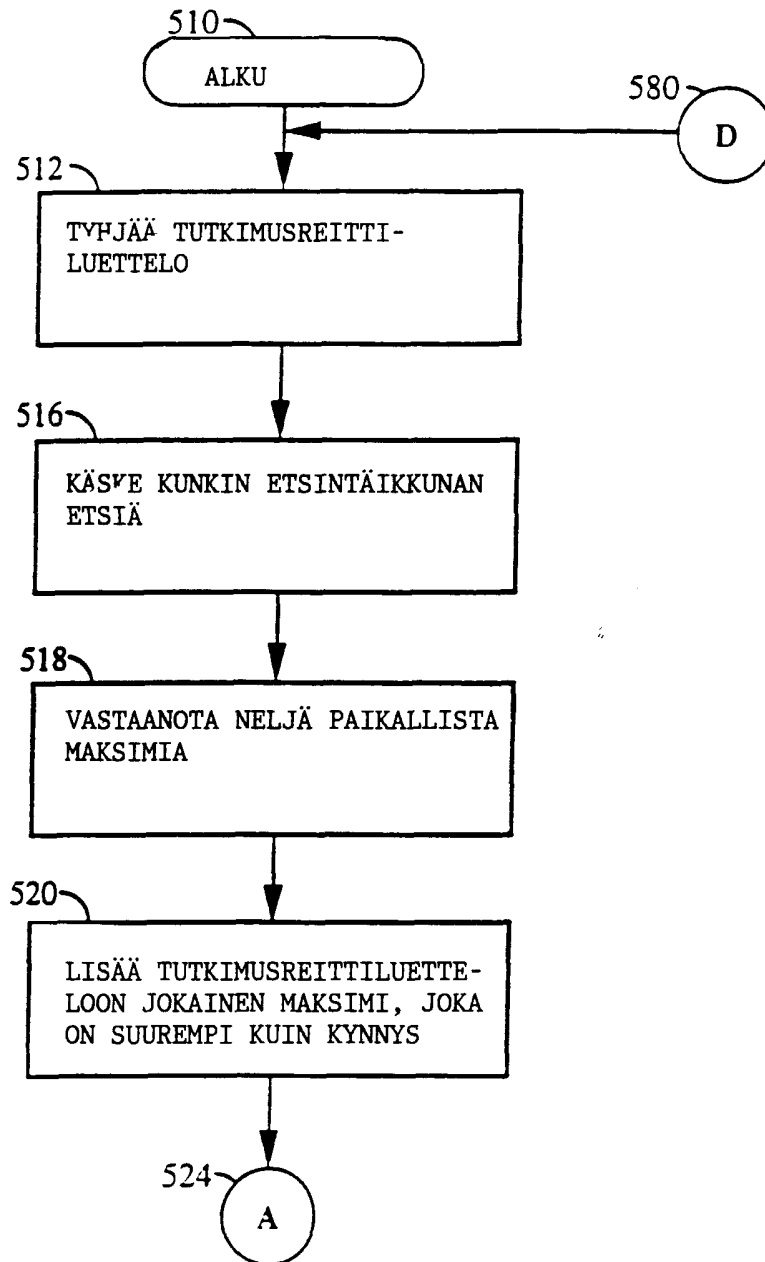 510
ALKU
580
D
512
TYHJÄÄ TUTKIMUSREITTI-
LUETTELO
516
KÄSKE KUNKIN ETSINTÄIKKUNAN
ETSIÄ
518
VASTAANOTA NELJÄ PAIKALLISTA
MAKSIMIA
520
LISÄÄ TUTKIMUSREITTILUETTE-
LOON JOKAINEN MAKSIMI, JOKA
ON SUUREMPI KUIN KYNNYS
524
A